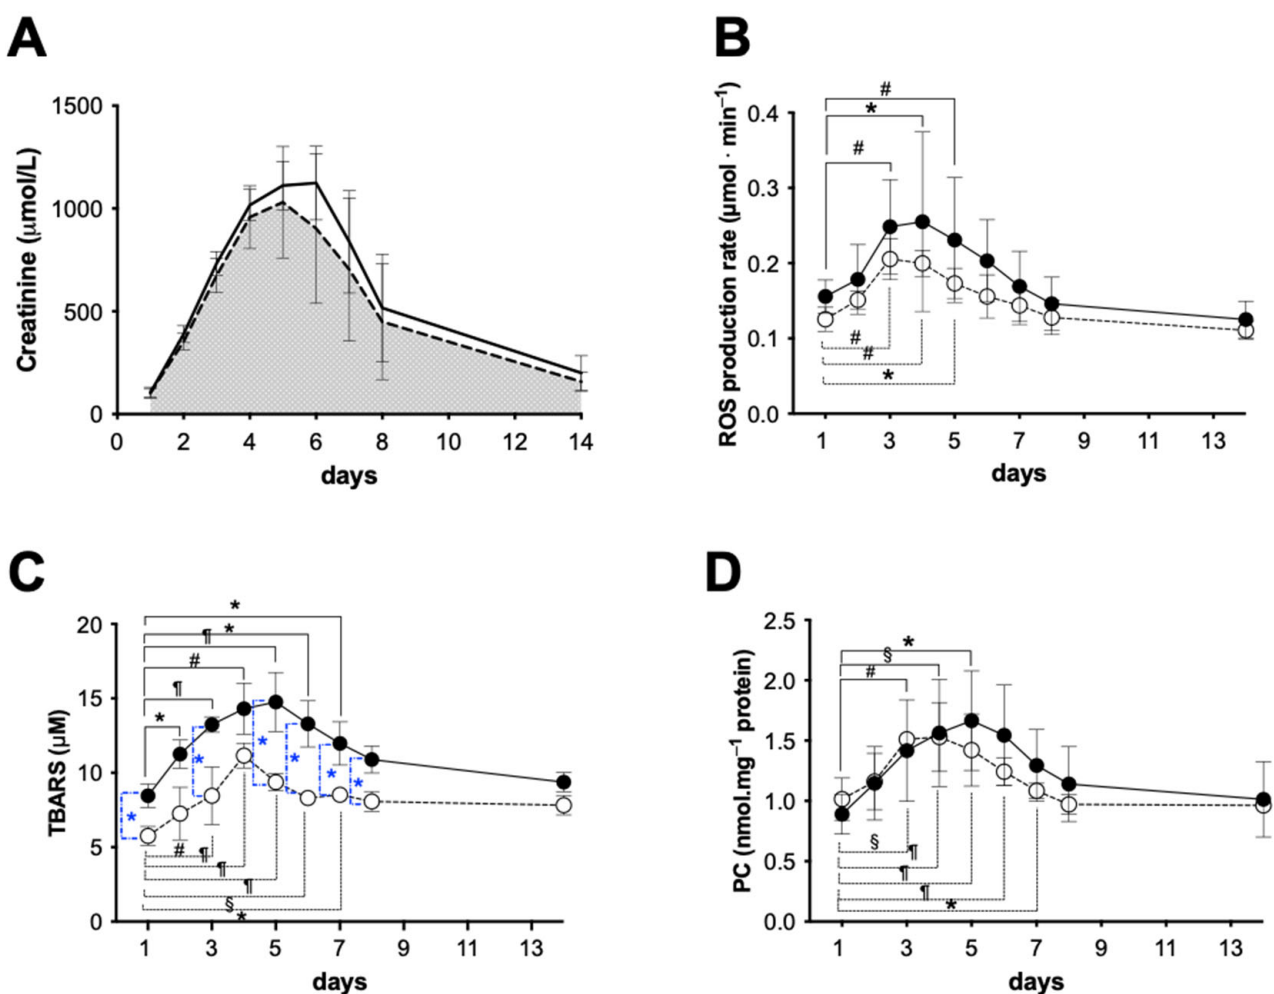 A
Creatinine (μmol/L)
1500
1000
500
0
0 2 4 6 8 10 12 14
days
B
ROS production rate (μmol · min⁻¹)
0.4
0.3
0.2
0.1
0.0
#
*
#
#
#
*
1 3 5 7 9 11 13
days
C
TBARS (μM)
20
15
10
5
0
*
¶ *
#
¶
*
* * * * * *
# ¶
¶
¶
§
*
1 3 5 7 9 11 13
days
D
PC (nmol.mg⁻¹ protein)
2.5
2.0
1.5
1.0
0.5
0.0
*
§
#
§ ¶
¶
¶
*
1 3 5 7 9 11 13
days